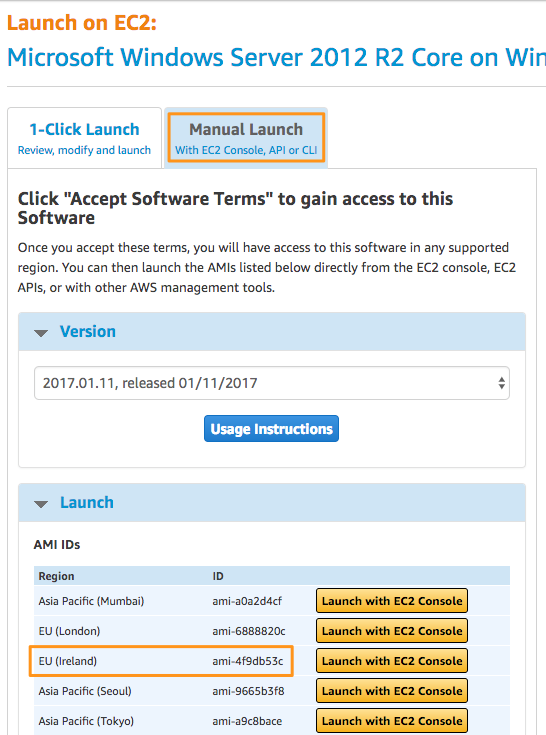 Launch on EC2:
Microsoft Windows Server 2012 R2 Core on Win
1-Click Launch
Review, modify and launch
Manual Launch
With EC2 Console, API or CLI
Click "Accept Software Terms" to gain access to this
Software
Once you accept these terms, you will have access to this software in any supported
region. You can then launch the AMIs listed below directly from the EC2 console, EC2
APIs, or with other AWS management tools.
Version
2017.01.11, released 01/11/2017
Usage Instructions
Launch
AMI IDs
Region ID
Asia Pacific (Mumbai) ami-a0a2d4cf Launch with EC2 Console
EU (London) ami-6888820c Launch with EC2 Console
EU (Ireland) ami-4f9db53c Launch with EC2 Console
Asia Pacific (Seoul) ami-9665b3f8 Launch with EC2 Console
Asia Pacific (Tokyo) ami-a9c8bace Launch with EC2 Console